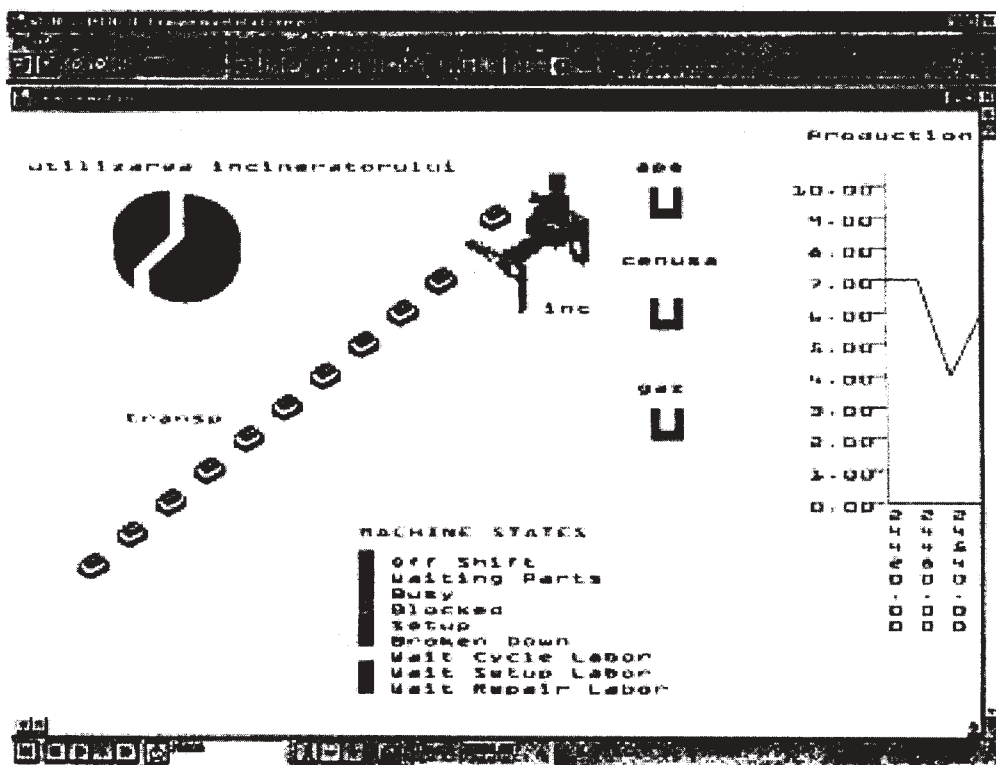 Production
utilizarea incineratorului
apa
10.00
9.00
8.00
cenusa
7.00
inc
6.00
5.00
4.00
gaz
transp
3.00
2.00
1.00
0.00
MACHINE STATES
Off Shift
Waiting Parts
Busy
Blocked
Setup
Broken Down
Wait Cycle Labor
Wait Setup Labor
Wait Repair Labor